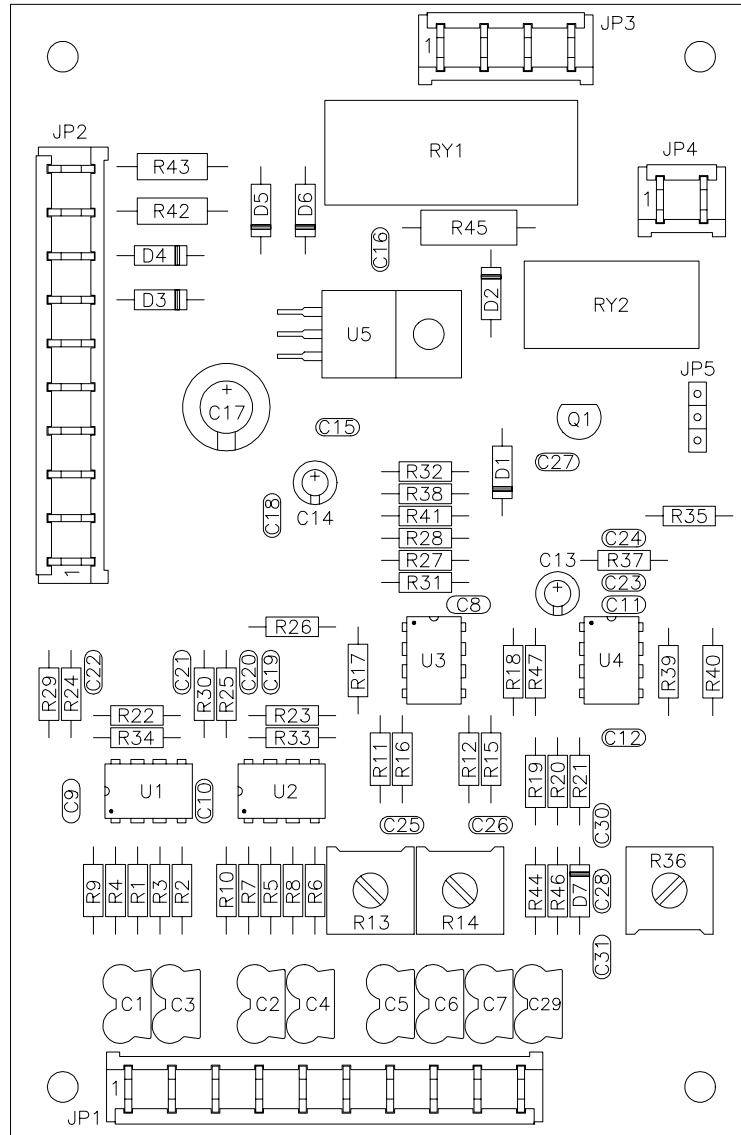 JP3
1
JP2
RY1
JP4
R43
R42
D5
D6
1
R45
C16
D4
D2
D3
RY2
U5
JP5
C17
C15
Q1
D1
C27
R32
R38
C18
C14
R41
R35
R28
C24
R27
C13
R37
1
R31
C23
C8
C11
R26
R29
R24
C22
C21
R30
R25
C20
C19
R17
U3
R18
R47
U4
R39
R40
R22
R23
R34
R33
C12
R11
R16
R12
R15
R19
R20
R21
C9
U1
C10
U2
C25
C26
C30
R9
R4
R1
R3
R2
R10
R7
R5
R8
R6
R13
R14
R44
R46
D7
C28
R36
C31
C1
C3
C2
C4
C5
C6
C7
C29
1
JP1